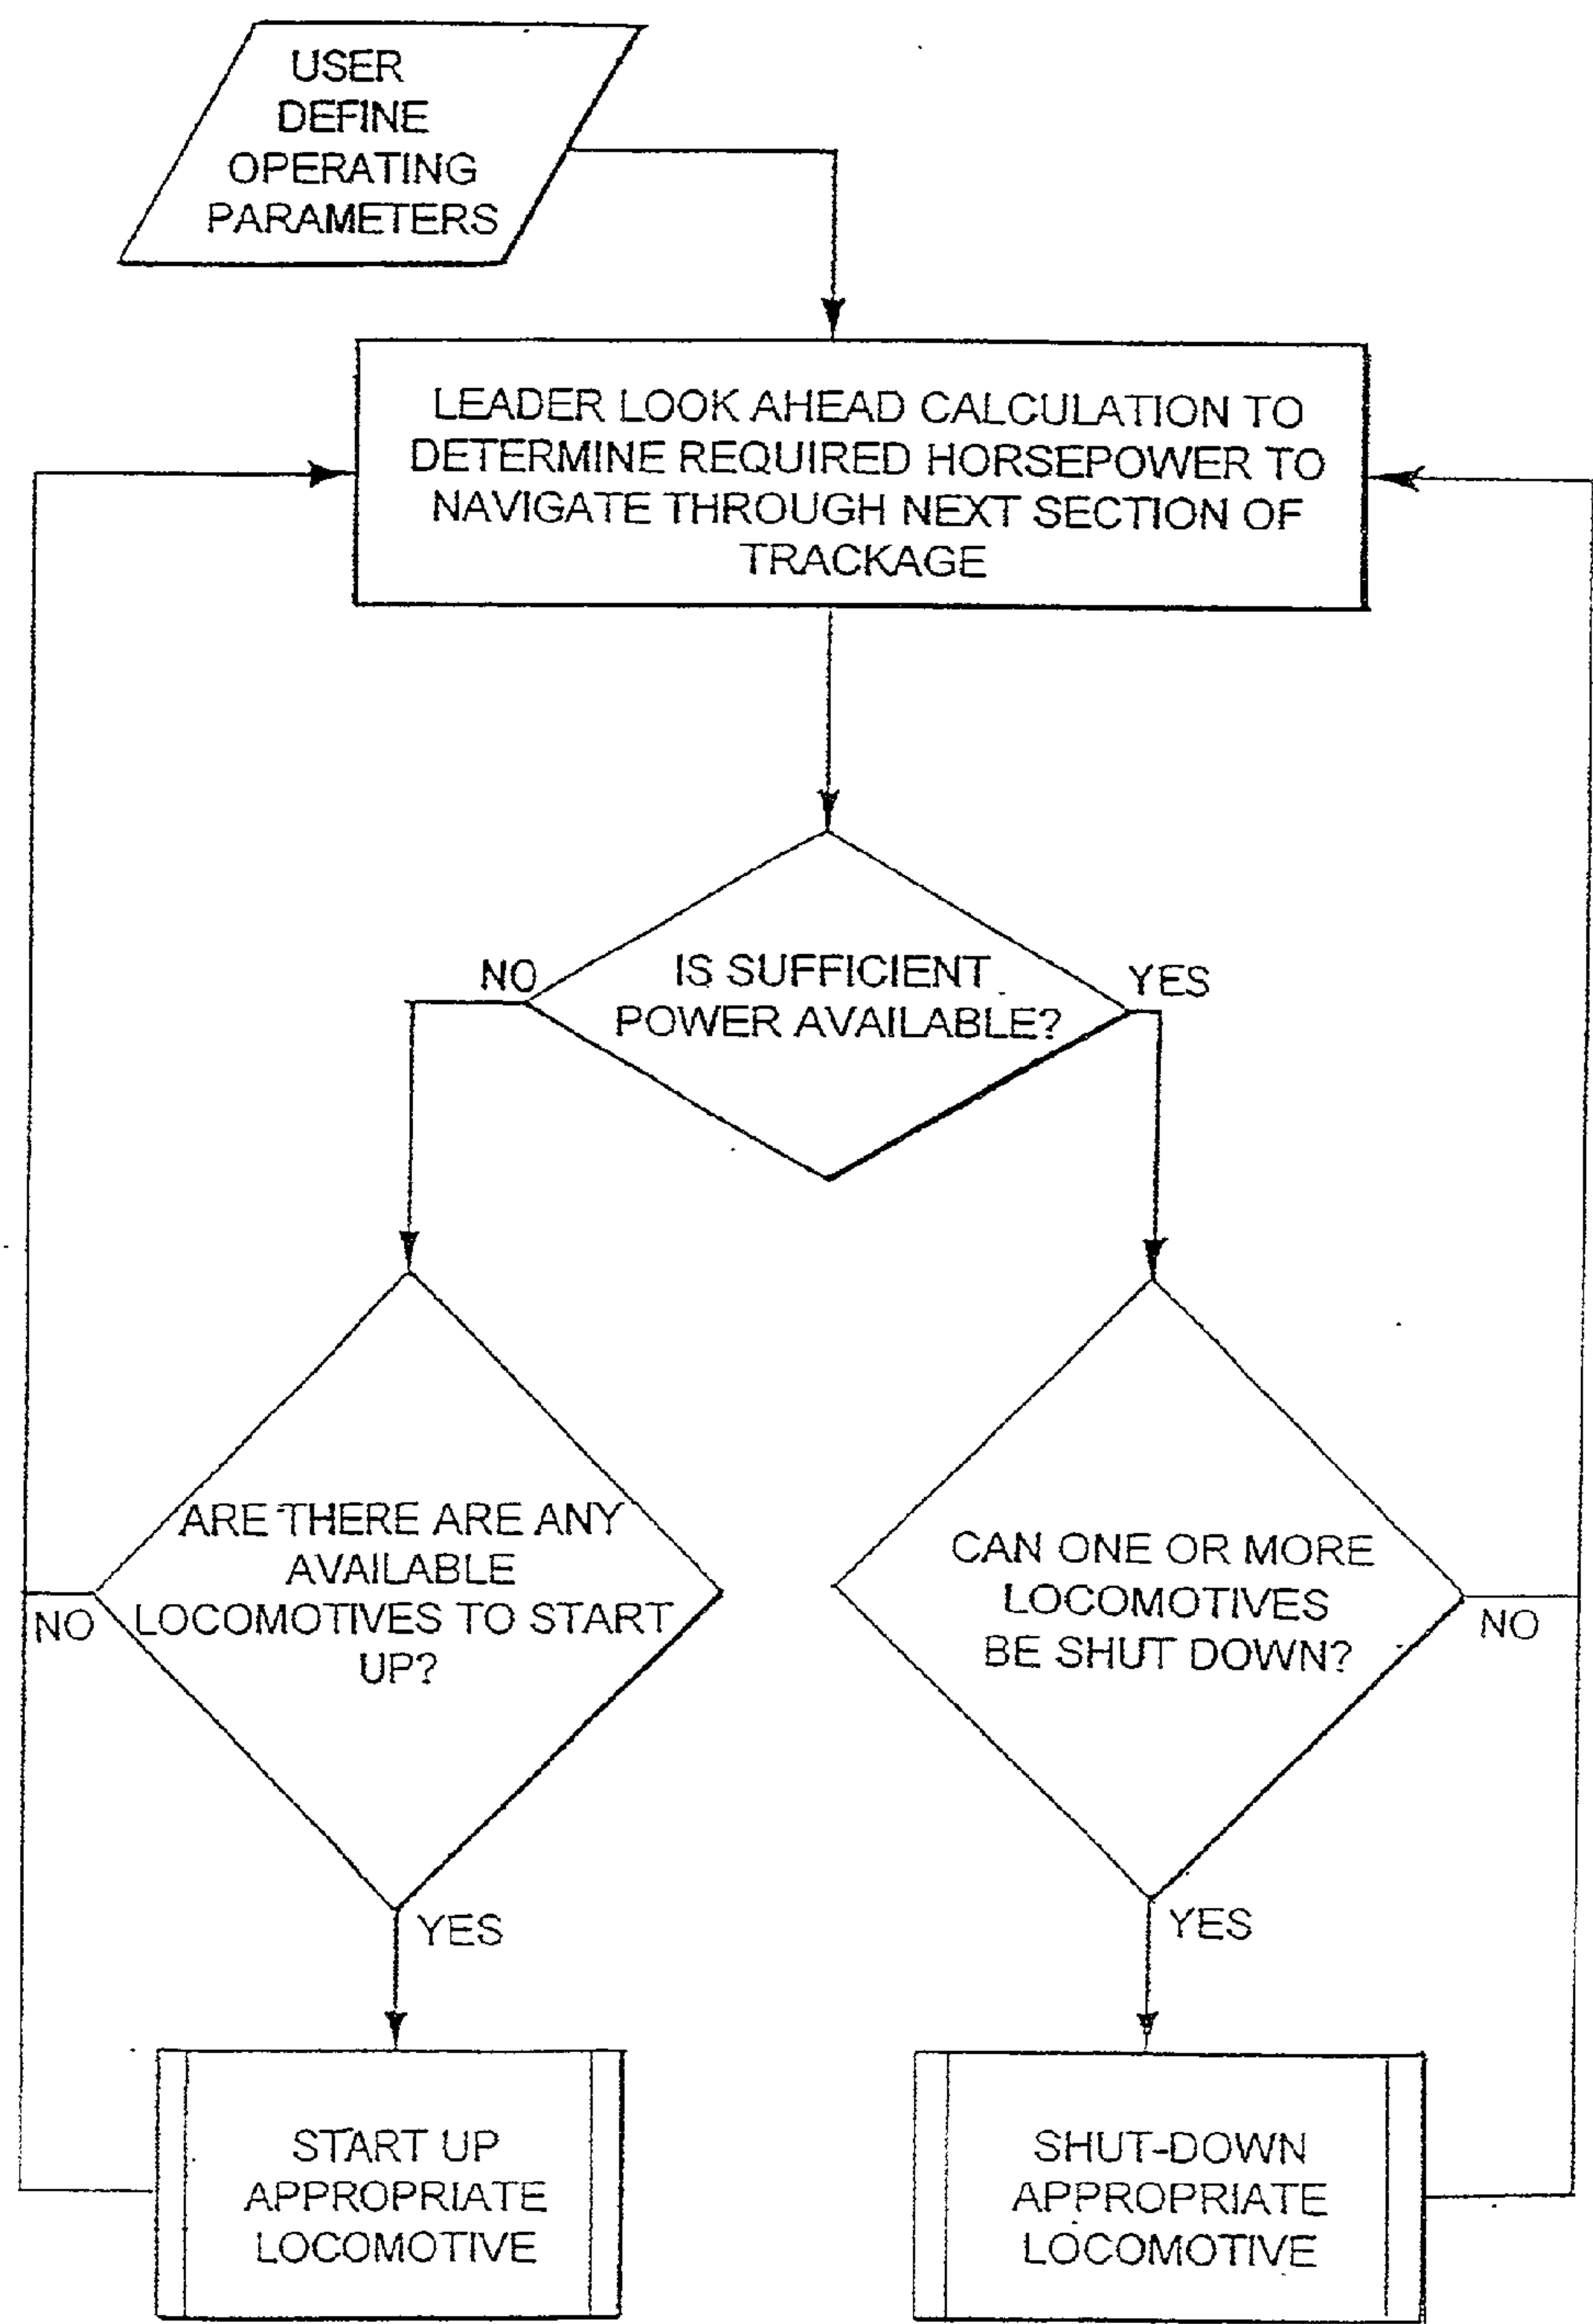 USER
DEFINE
OPERATING
PARAMETERS
LEADER LOOK AHEAD CALCULATION TO
DETERMINE REQUIRED HORSEPOWER TO
NAVIGATE THROUGH NEXT SECTION OF
TRACKAGE
NO
IS SUFFICIENT
POWER AVAILABLE?
YES
ARE THERE ARE ANY
AVAILABLE
LOCOMOTIVES TO START
UP?
NO
CAN ONE OR MORE
LOCOMOTIVES
BE SHUT DOWN?
NO
YES
YES
START UP
APPROPRIATE
LOCOMOTIVE
SHUT-DOWN
APPROPRIATE
LOCOMOTIVE